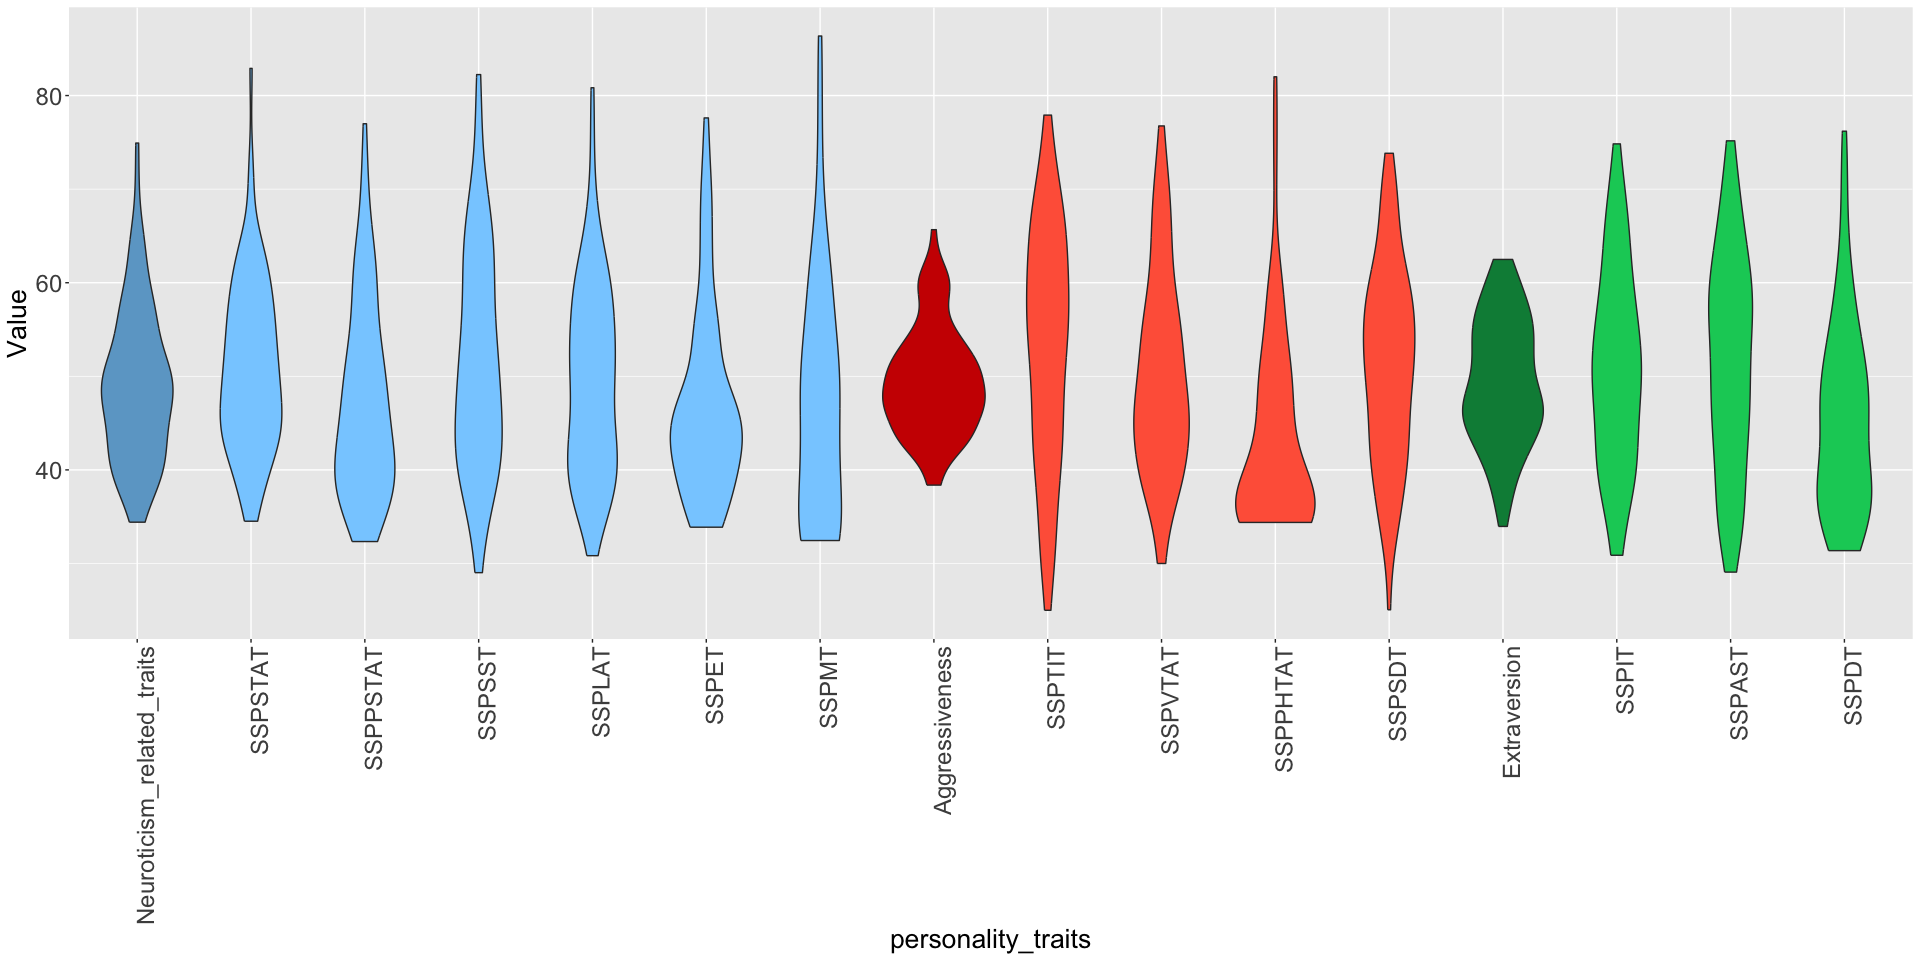 Value
80
60
40
Neuroticism_related_traits
SSPSTAT
SSPPSTAT
SSPSST
SSPLAT
SSPET
SSPMT
Aggressiveness
SSPTIT
SSPVTAT
SSPPHTAT
SSPPSDT
Extraversion
SSPIT
SSPAST
SSPDT
personality_traits